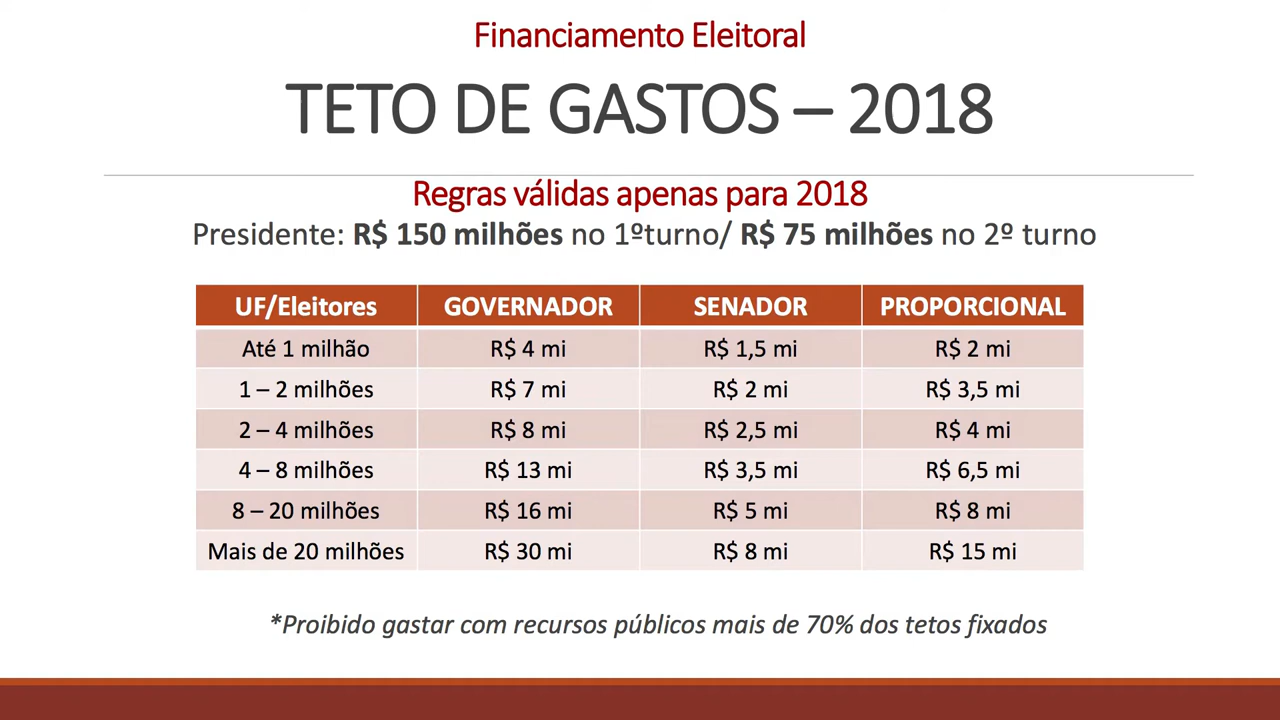 Financiamento Eleitoral
TETO DE GASTOS – 2018
Regras válidas apenas para 2018
Presidente: R$ 150 milhões no 1ºturno/ R$ 75 milhões no 2º turno
UF/Eleitores GOVERNADOR SENADOR PROPORCIONAL
Até 1 milhão R$ 4 mi R$ 1,5 mi R$ 2 mi
1 – 2 milhões R$ 7 mi R$ 2 mi R$ 3,5 mi
2 – 4 milhões R$ 8 mi R$ 2,5 mi R$ 4 mi
4 – 8 milhões R$ 13 mi R$ 3,5 mi R$ 6,5 mi
8 – 20 milhões R$ 16 mi R$ 5 mi R$ 8 mi
Mais de 20 milhões R$ 30 mi R$ 8 mi R$ 15 mi
*Proibido gastar com recursos públicos mais de 70% dos tetos fixados